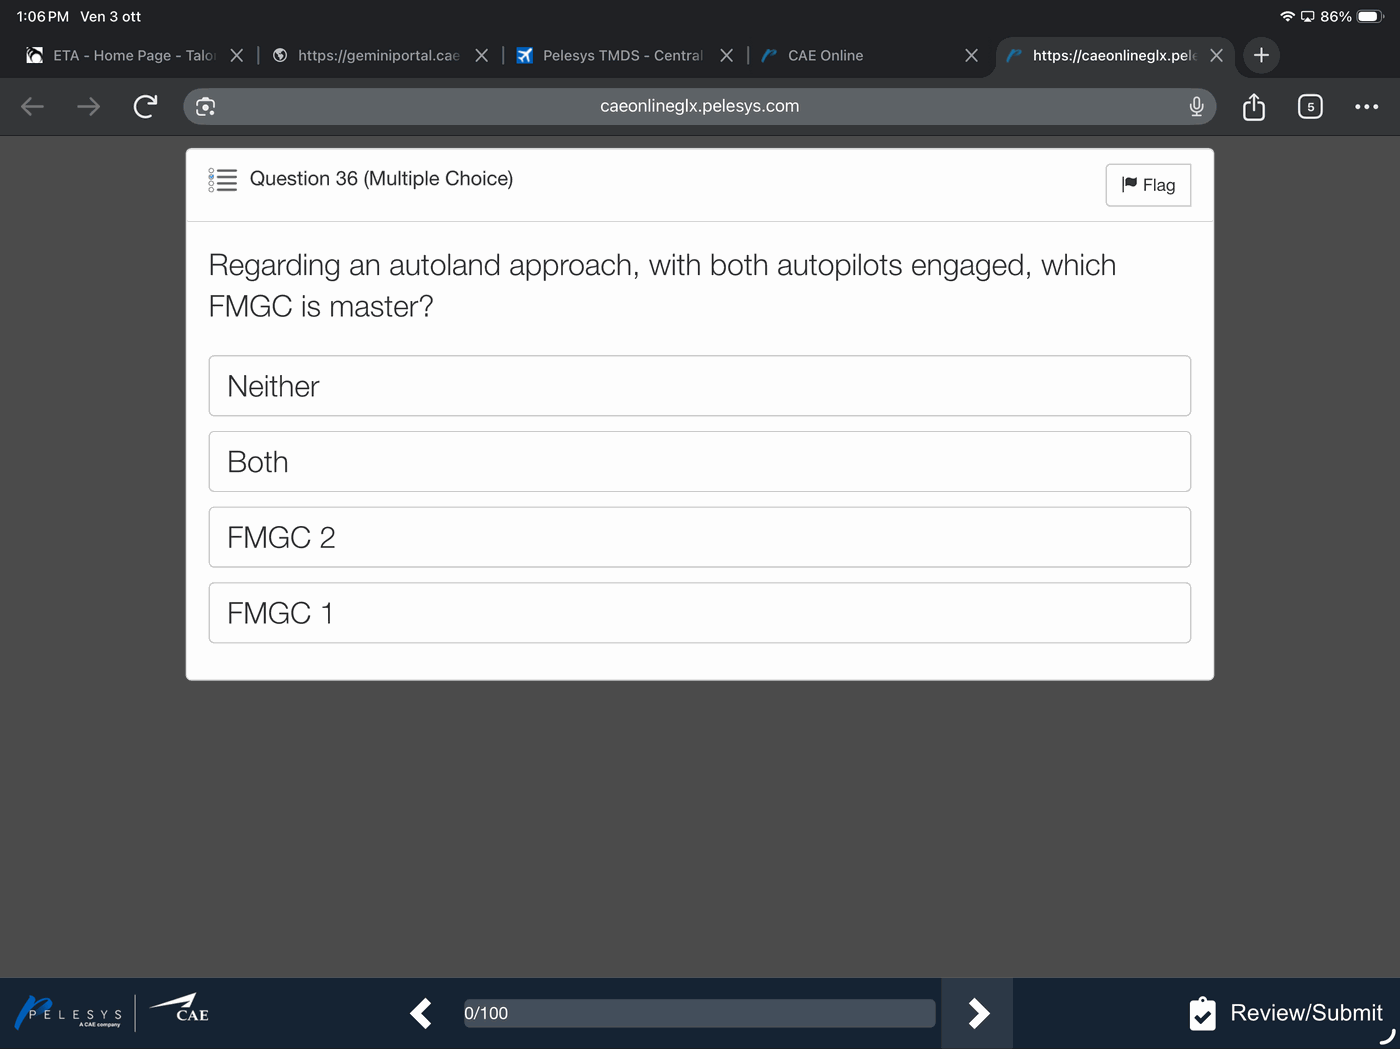 1:06 PM Ven 3 ott
86%
ETA - Home Page - Talo
https://geminiportal.cae
Pelesys TMDS - Central
CAE Online
https://caeonlineglx.pele
caeonlineglx.pelesys.com
5
Question 36 (Multiple Choice)
Flag
Regarding an autoland approach, with both autopilots engaged, which
FMGC is master?
Neither
Both
FMGC 2
FMGC 1
PELESYS
A CAE company
CAE
0/100
Review/Submit